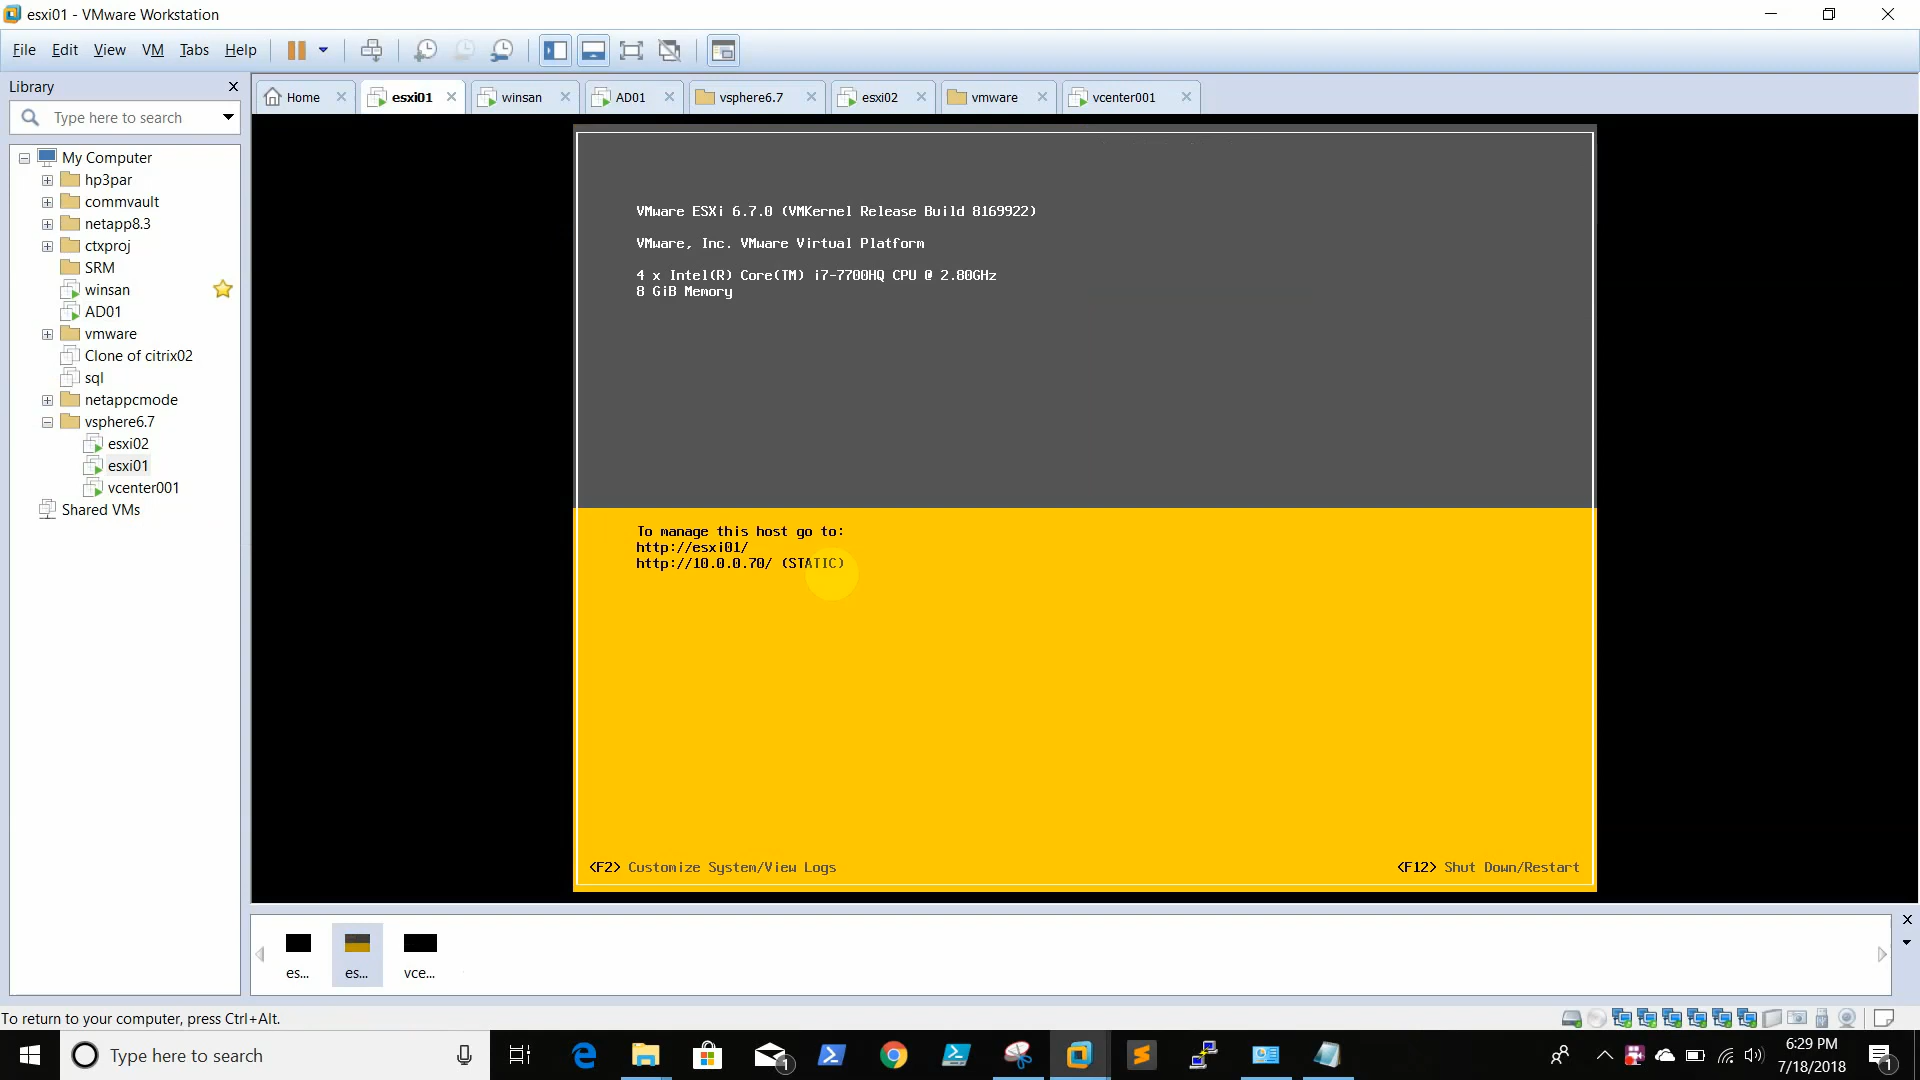 esxi01 - VMware Workstation
File Edit View VM Tabs Help
Library
Type here to search
Home
esxi01
winsan
AD01
vsphere6.7
esxi02
vmware
vcenter001
My Computer
hp3par
commvault
netapp8.3
ctxproj
SRM
winsan
AD01
vmware
Clone of citrix02
sql
netappcmode
vsphere6.7
esxi02
esxi01
vcenter001
Shared VMs
VMware ESXi 6.7.0 (VMKernel Release Build 8169922)
VMware, Inc. VMware Virtual Platform
4 x Intel(R) Core(TM) i7-7700HQ CPU @ 2.80GHz
8 GiB Memory
To manage this host go to:
http://esxi01/
http://10.0.0.70/ (STATIC)
<F2> Customize System/View Logs
<F12> Shut Down/Restart
es...
es...
vce...
To return to your computer, press Ctrl+Alt.
Type here to search
1
6:29 PM
7/18/2018
1